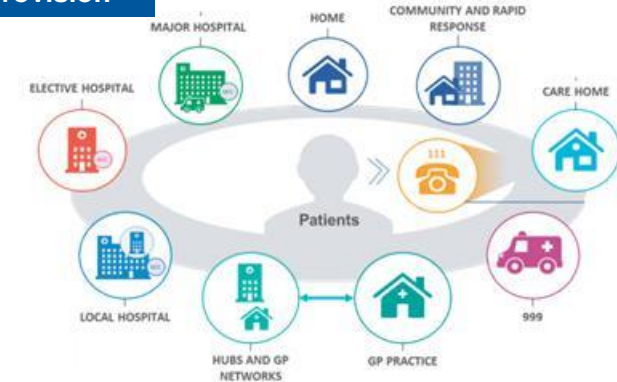 HOME
COMMUNITY AND RAPID
RESPONSE
MAJOR HOSPITAL
ELECTIVE HOSPITAL
CARE HOME
111
Patients
LOCAL HOSPITAL
999
HUBS AND GP
NETWORKS
GP PRACTICE